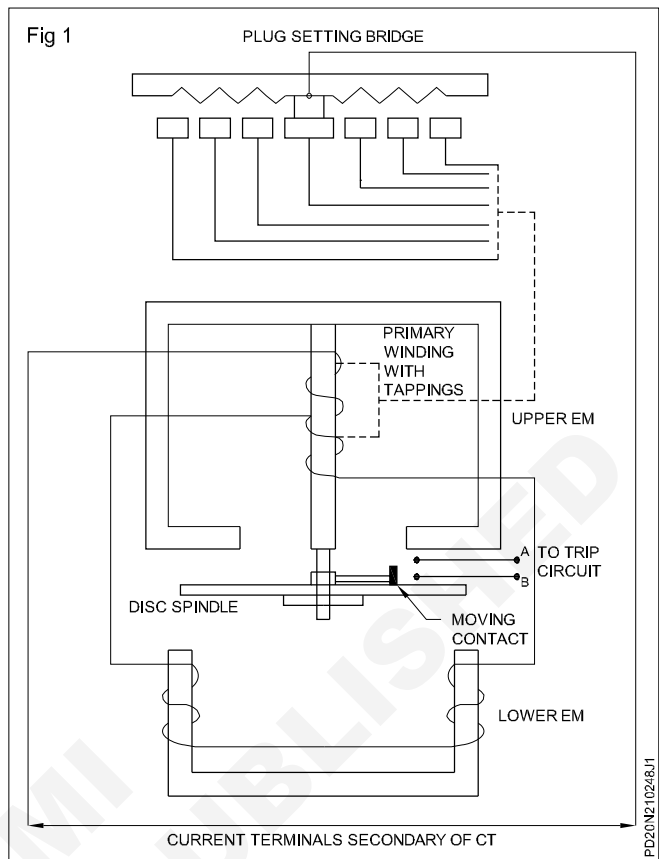 Fig 1
PLUG SETTING BRIDGE
PRIMARY
WINDING
WITH
TAPPINGS
UPPER EM
A
TO TRIP
CIRCUIT
B
DISC SPINDLE
MOVING
CONTACT
LOWER EM
CURRENT TERMINALS SECONDARY OF CT
PD20N210248J1